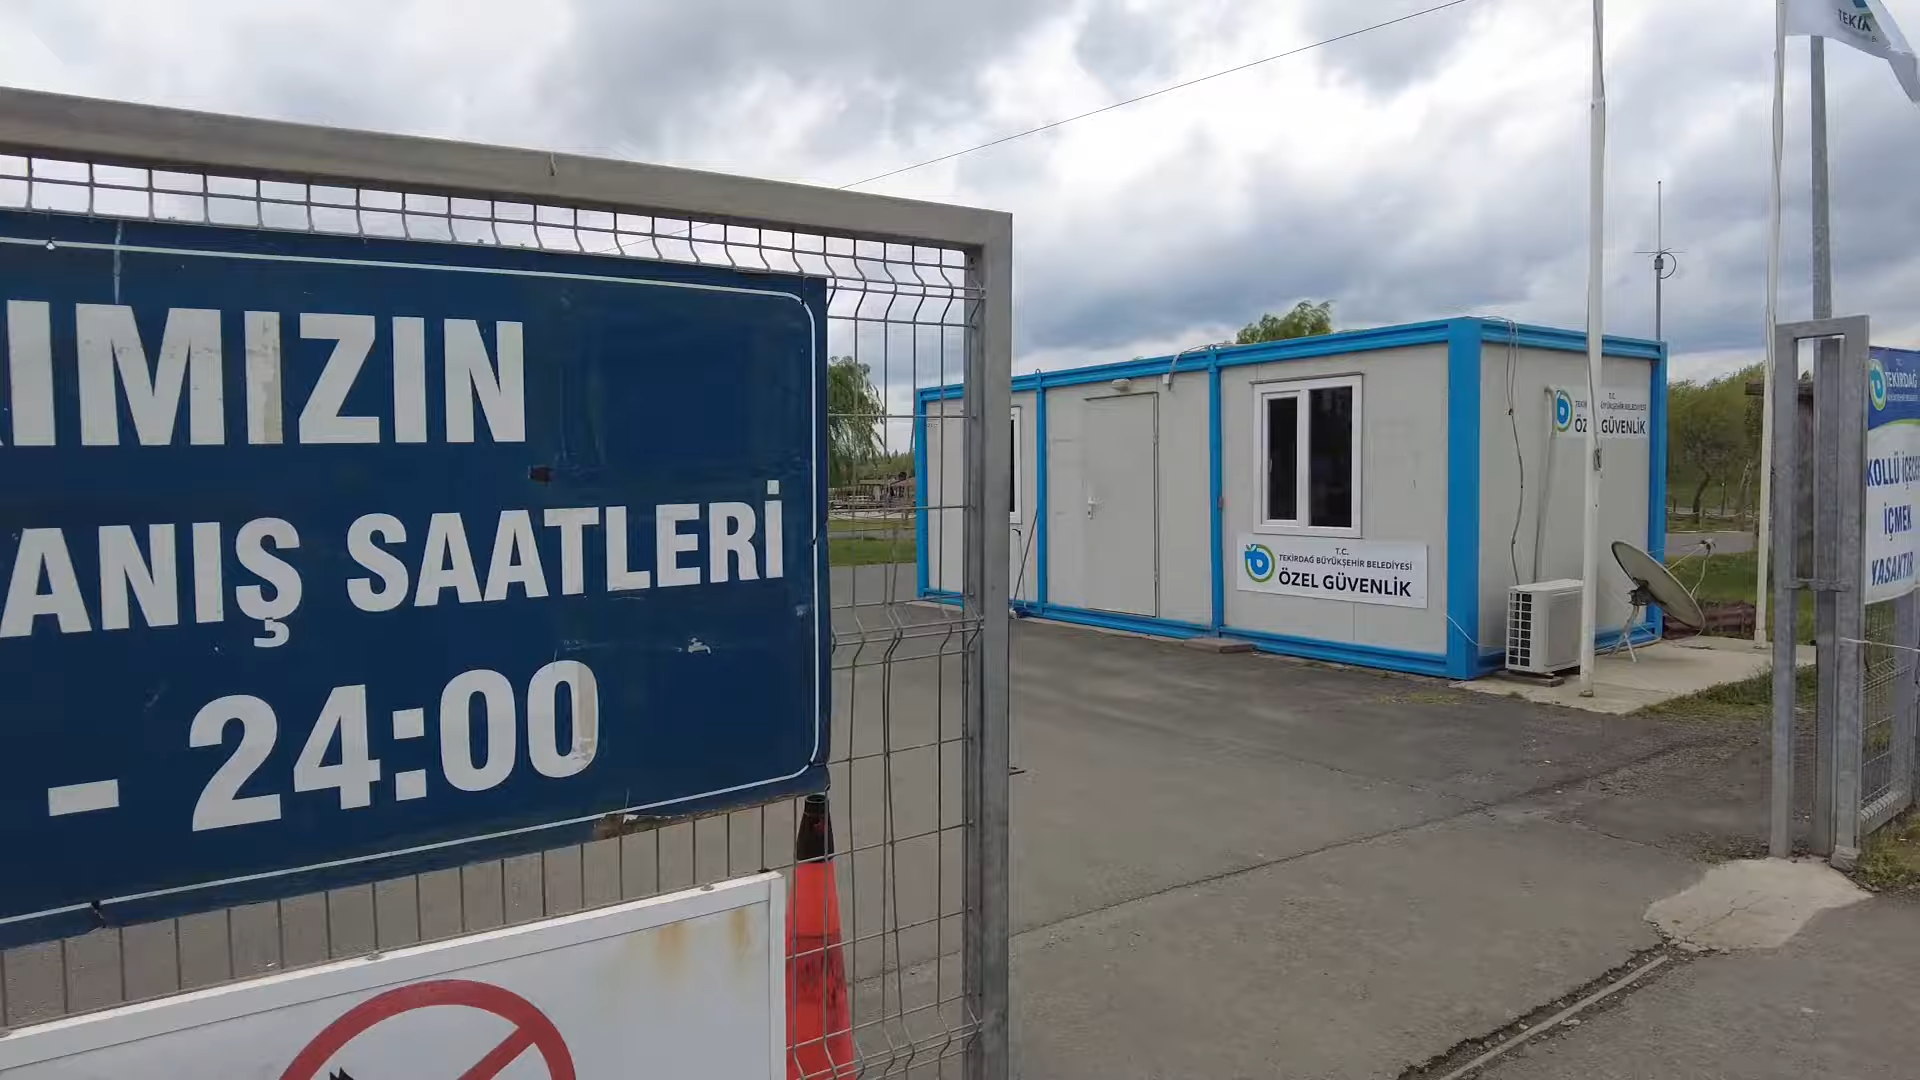 IMIZIN
ANIŞ SAATLERİ
- 24:00
T.C.
TEKİRDAĞ BÜYÜKŞEHİR BELEDİYESİ
ÖZEL GÜVENLİK
T.C.
BÜYÜKŞEHİR BELEDİYESİ
GÜVENLİK
TEKİR
T.C.
TEKİRDAĞ
KOLLÜ İÇECE
İÇMEK
YASAKTIR